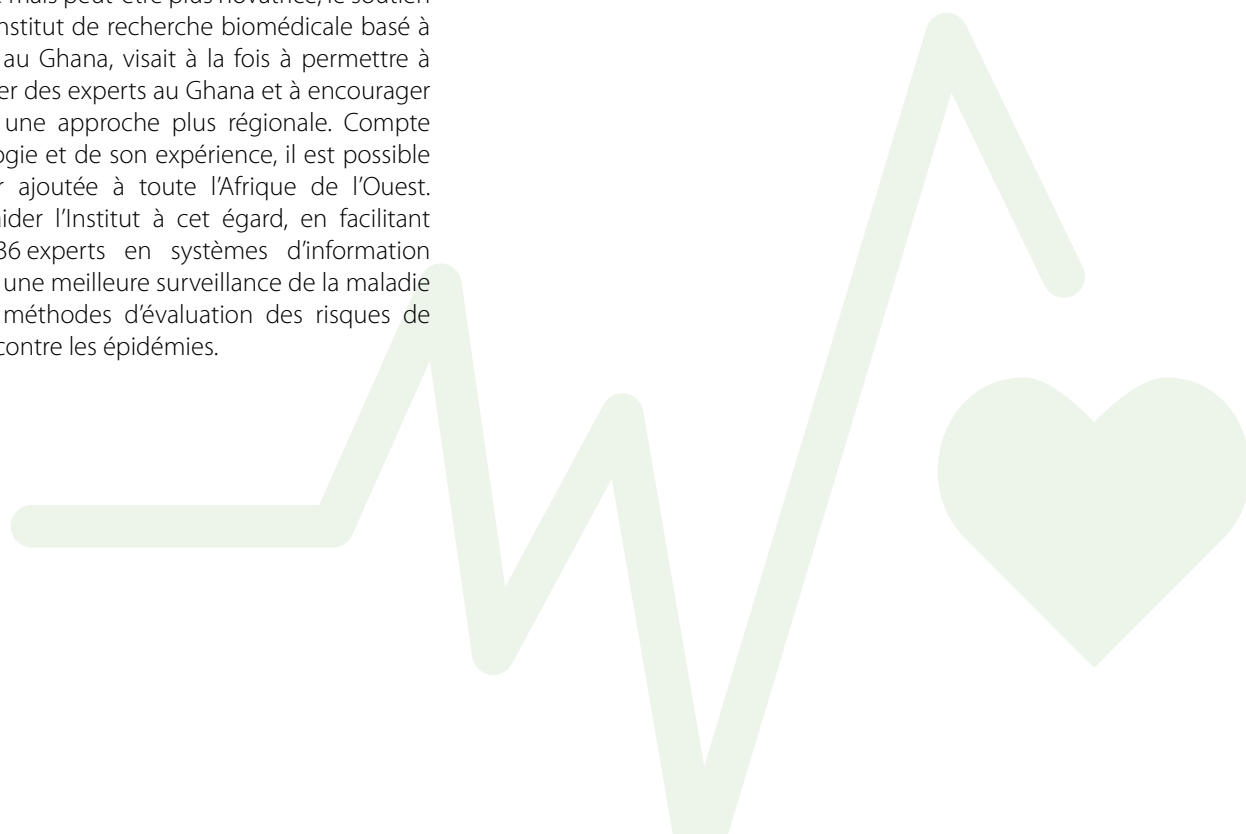 mais peut-être plus novatrice, le soutien
nstitut de recherche biomédicale basé à
au Ghana, visait à la fois à permettre à
er des experts au Ghana et à encourager
une approche plus régionale. Compte
ogie et de son expérience, il est possible
r ajoutée à toute l’Afrique de l’Ouest.
ider l’Institut à cet égard, en facilitant
36 experts en systèmes d’information
une meilleure surveillance de la maladie
méthodes d’évaluation des risques de
contre les épidémies.